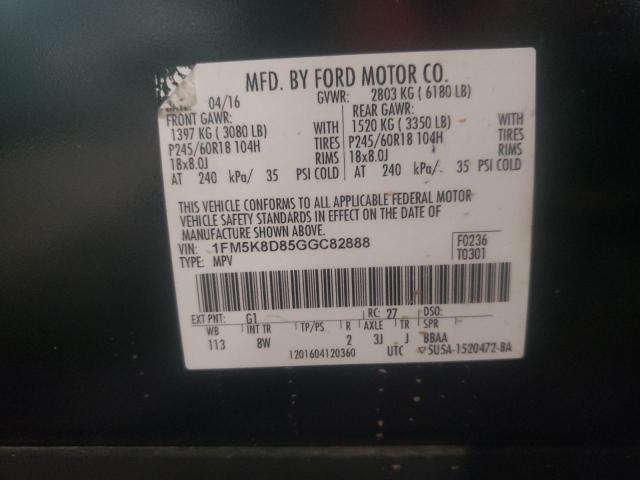 MFD. BY FORD MOTOR CO.
04/16 GVWR: 2803 KG ( 6180 LB)
FRONT GAWR: REAR GAWR:
1397 KG ( 3080 LB) WITH 1520 KG ( 3350 LB) WITH
P245/60R18 104H TIRES P245/60R18 104H TIRES
18x8.0J RIMS 18x8.0J RIMS
AT 240 kPa/ 35 PSI COLD AT 240 kPa/ 35 PSI COLD
THIS VEHICLE CONFORMS TO ALL APPLICABLE FEDERAL MOTOR
VEHICLE SAFETY STANDARDS IN EFFECT ON THE DATE OF
MANUFACTURE SHOWN ABOVE.
VIN: 1FM5K8D85GGC82888 F0236
TYPE: MPV T0301
EXT PNT: G1 RC: 27 DSO:
WB INT TR TP/PS R AXLE TR SPR
113 8W 2 3J J BBAA
1201604120360 UTC ▽5U5A-1520472-BA